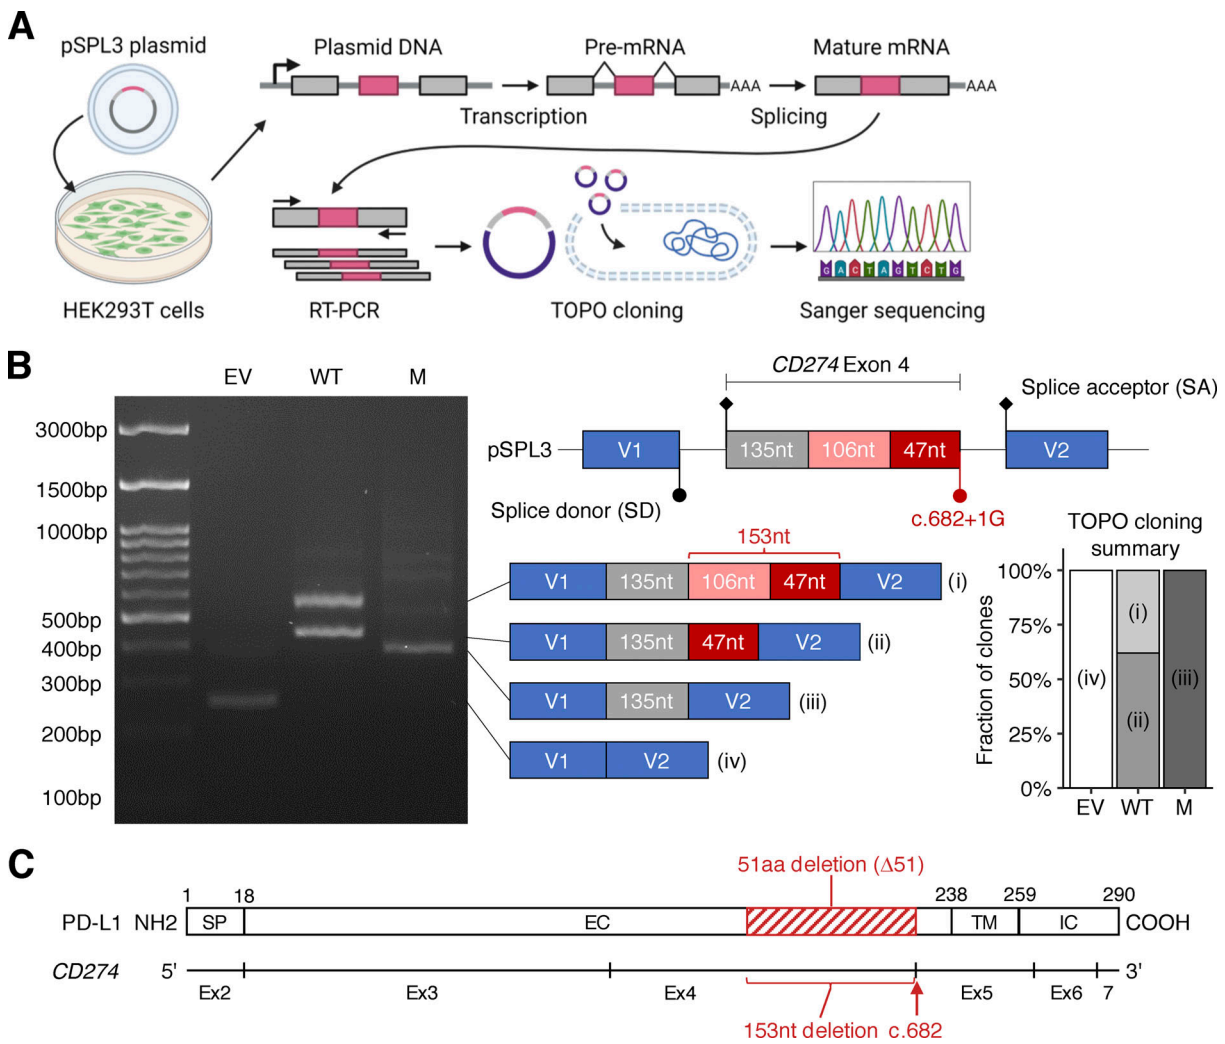 A
pSPL3 plasmid
Plasmid DNA
Pre-mRNA
Mature mRNA
AAA
AAA
Transcription
Splicing
HEK293T cells
RT-PCR
TOPO cloning
Sanger sequencing
G A C T A G T C T G
B
EV WT M
3000bp
1500bp
1000bp
500bp
400bp
300bp
200bp
100bp
CD274 Exon 4
Splice acceptor (SA)
pSPL3
V1 135nt 106nt 47nt V2
Splice donor (SD)
c.682+1G
153nt
V1 135nt 106nt 47nt V2 (i)
V1 135nt 47nt V2 (ii)
V1 135nt V2 (iii)
V1 V2 (iv)
TOPO cloning
summary
Fraction of clones
100%
75%
50%
25%
0%
(iv)
(i)
(ii)
(iii)
EV WT M
C
51aa deletion (Δ51)
1 18 238 259 290
PD-L1 NH2 SP EC TM IC COOH
CD274 5' 3'
Ex2 Ex3 Ex4 Ex5 Ex6 7
153nt deletion c.682